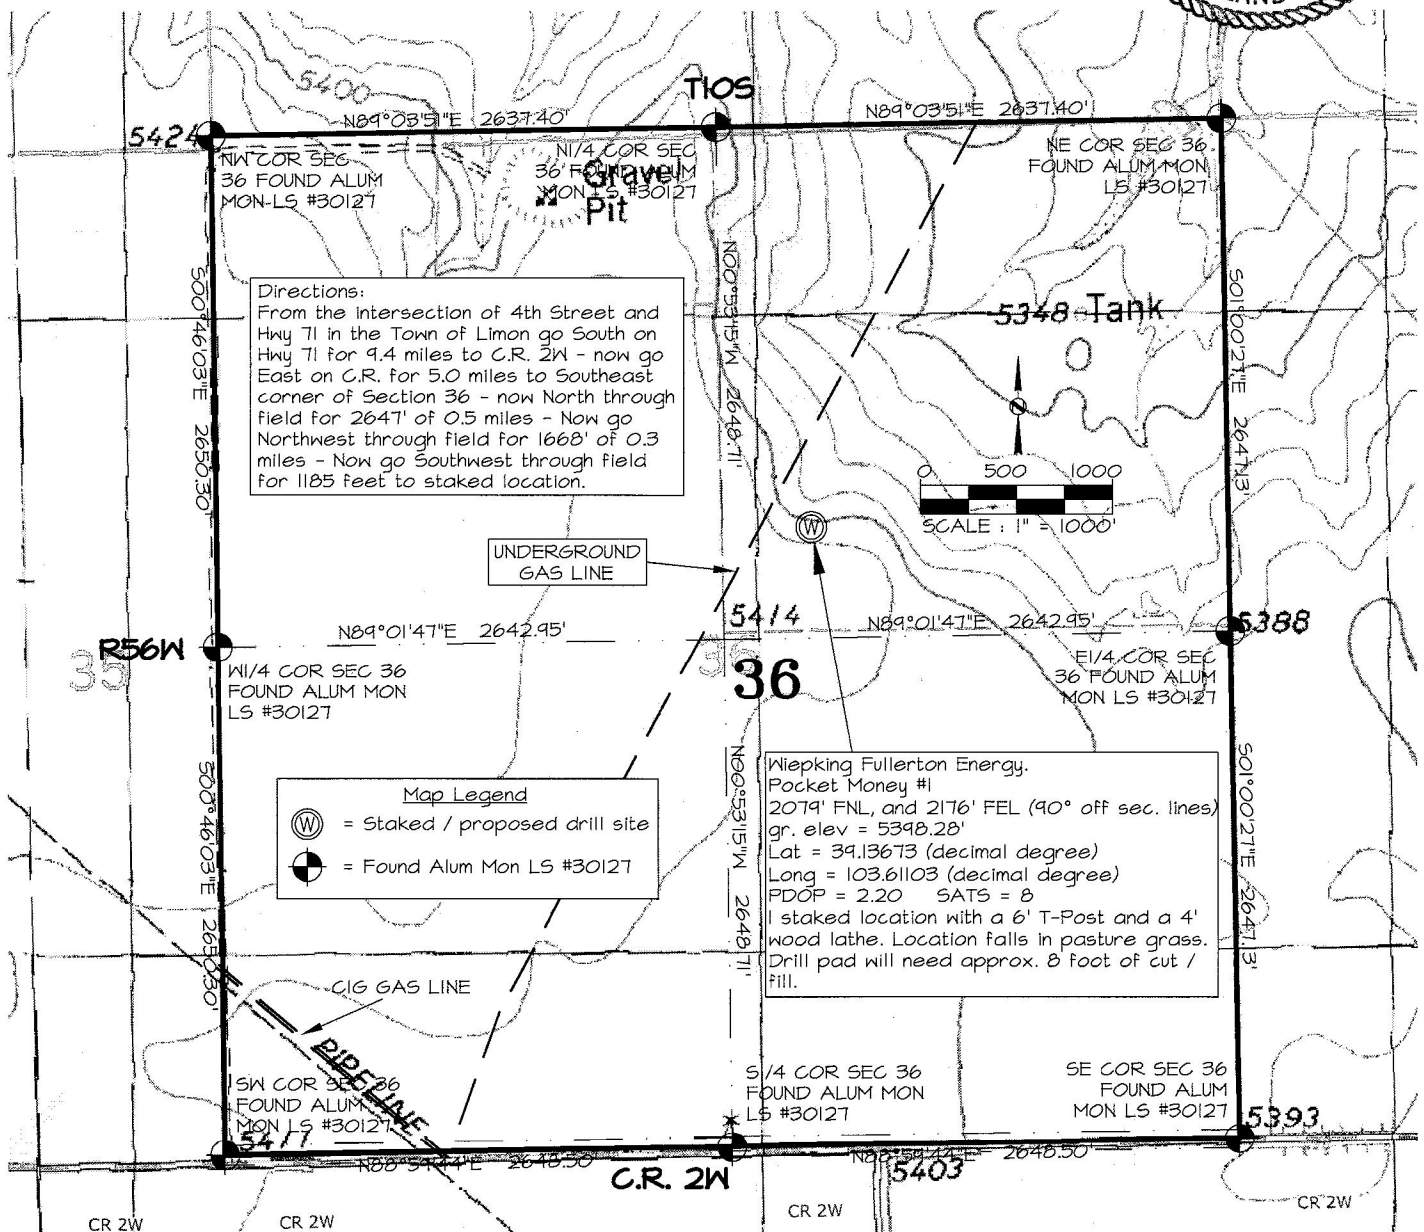 LAND
5400
T10S
N89°03'51"E 2637.40'
N89°03'51"E 2637.40'
5424
NW COR SEC
36 FOUND ALUM
MON LS #30127
N1/4 COR SEC
36 FOUND ALUM
MON LS #30127
Gravel
Pit
NE COR SEC 36
FOUND ALUM MON
LS #30127
S00°46'03"E 2650.30'
N00°53'15"W 2648.71'
S01°00'27"E 2647.13'
Directions:
From the intersection of 4th Street and
Hwy 71 in the Town of Limon go South on
Hwy 71 for 9.4 miles to C.R. 2W - now go
East on C.R. for 5.0 miles to Southeast
corner of Section 36 - now North through
field for 2647' of 0.5 miles - Now go
Northwest through field for 1668' of 0.3
miles - Now go Southwest through field
for 1185 feet to staked location.
5348 Tank
0 500 1000
SCALE : 1" = 1000'
W
UNDERGROUND
GAS LINE
5414
N89°01'47"E 2642.95'
N89°01'47"E 2642.95'
5388
R56W
35
36
36
W1/4 COR SEC 36
FOUND ALUM MON
LS #30127
E1/4 COR SEC
36 FOUND ALUM
MON LS #30127
S00°46'03"E 2650.30'
N00°53'15"W 2648.71'
S01°00'27"E 2647.13'
Map Legend
W = Staked / proposed drill site
= Found Alum Mon LS #30127
Wiepking Fullerton Energy.
Pocket Money #1
2079' FNL, and 2176' FEL (90° off sec. lines)
gr. elev = 5398.28'
Lat = 39.13673 (decimal degree)
Long = 103.61103 (decimal degree)
PDOP = 2.20 SATS = 8
I staked location with a 6' T-Post and a 4'
wood lathe. Location falls in pasture grass.
Drill pad will need approx. 8 foot of cut /
fill.
CIG GAS LINE
PIPELINE
SW COR SEC 36
FOUND ALUM
MON LS #30127
5417
S1/4 COR SEC 36
FOUND ALUM MON
LS #30127
SE COR SEC 36
FOUND ALUM
MON LS #30127
5393
N88°59'44"E 2648.50'
N88°59'44"E 2648.50'
C.R. 2W
5403
CR 2W
CR 2W
CR 2W
CR 2W